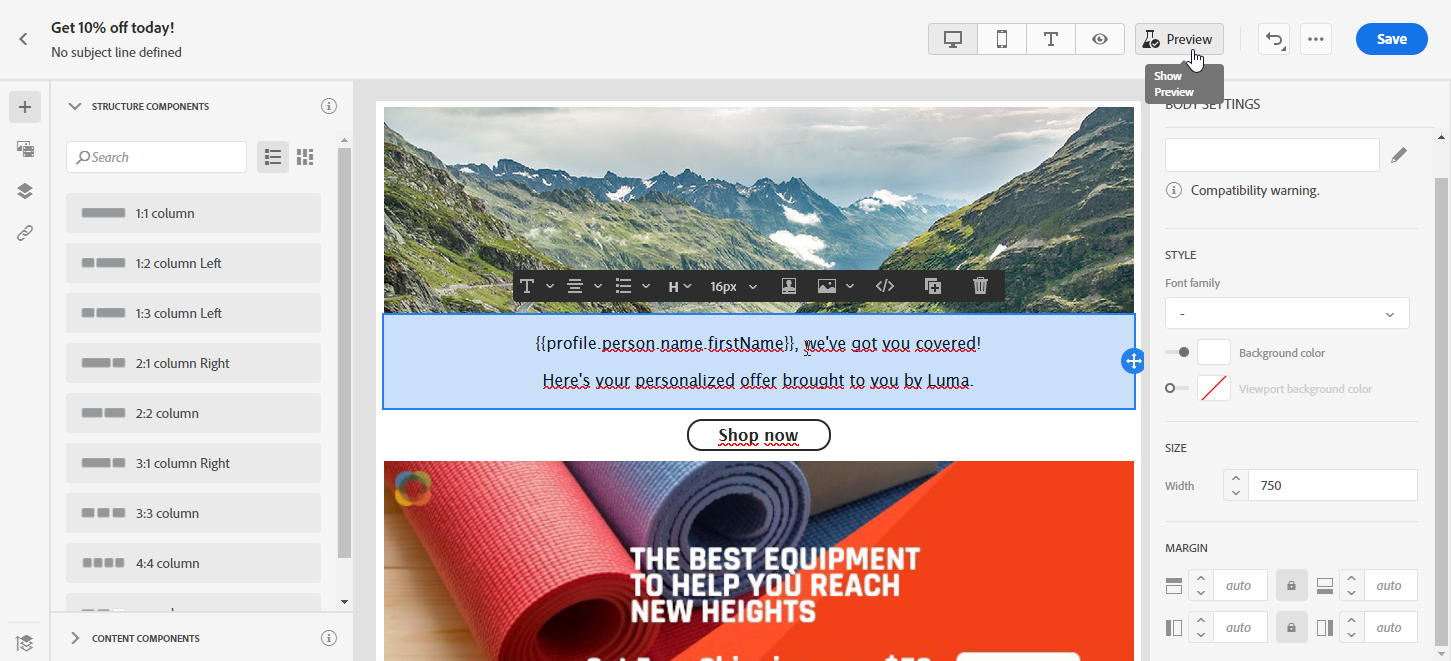 Get 10% off today!
No subject line defined
Preview
Save
Show
Preview
STRUCTURE COMPONENTS
Search
1:1 column
1:2 column Left
1:3 column Left
2:1 column Right
2:2 column
3:1 column Right
3:3 column
4:4 column
CONTENT COMPONENTS
H
16px
{{profile.person.name.firstName}}, we've got you covered!
Here's your personalized offer brought to you by Luma.
Shop now
THE BEST EQUIPMENT
TO HELP YOU REACH
NEW HEIGHTS
BODY SETTINGS
Compatibility warning.
STYLE
Font family
-
Background color
Viewport background color
SIZE
Width
750
MARGIN
auto
auto
auto
auto